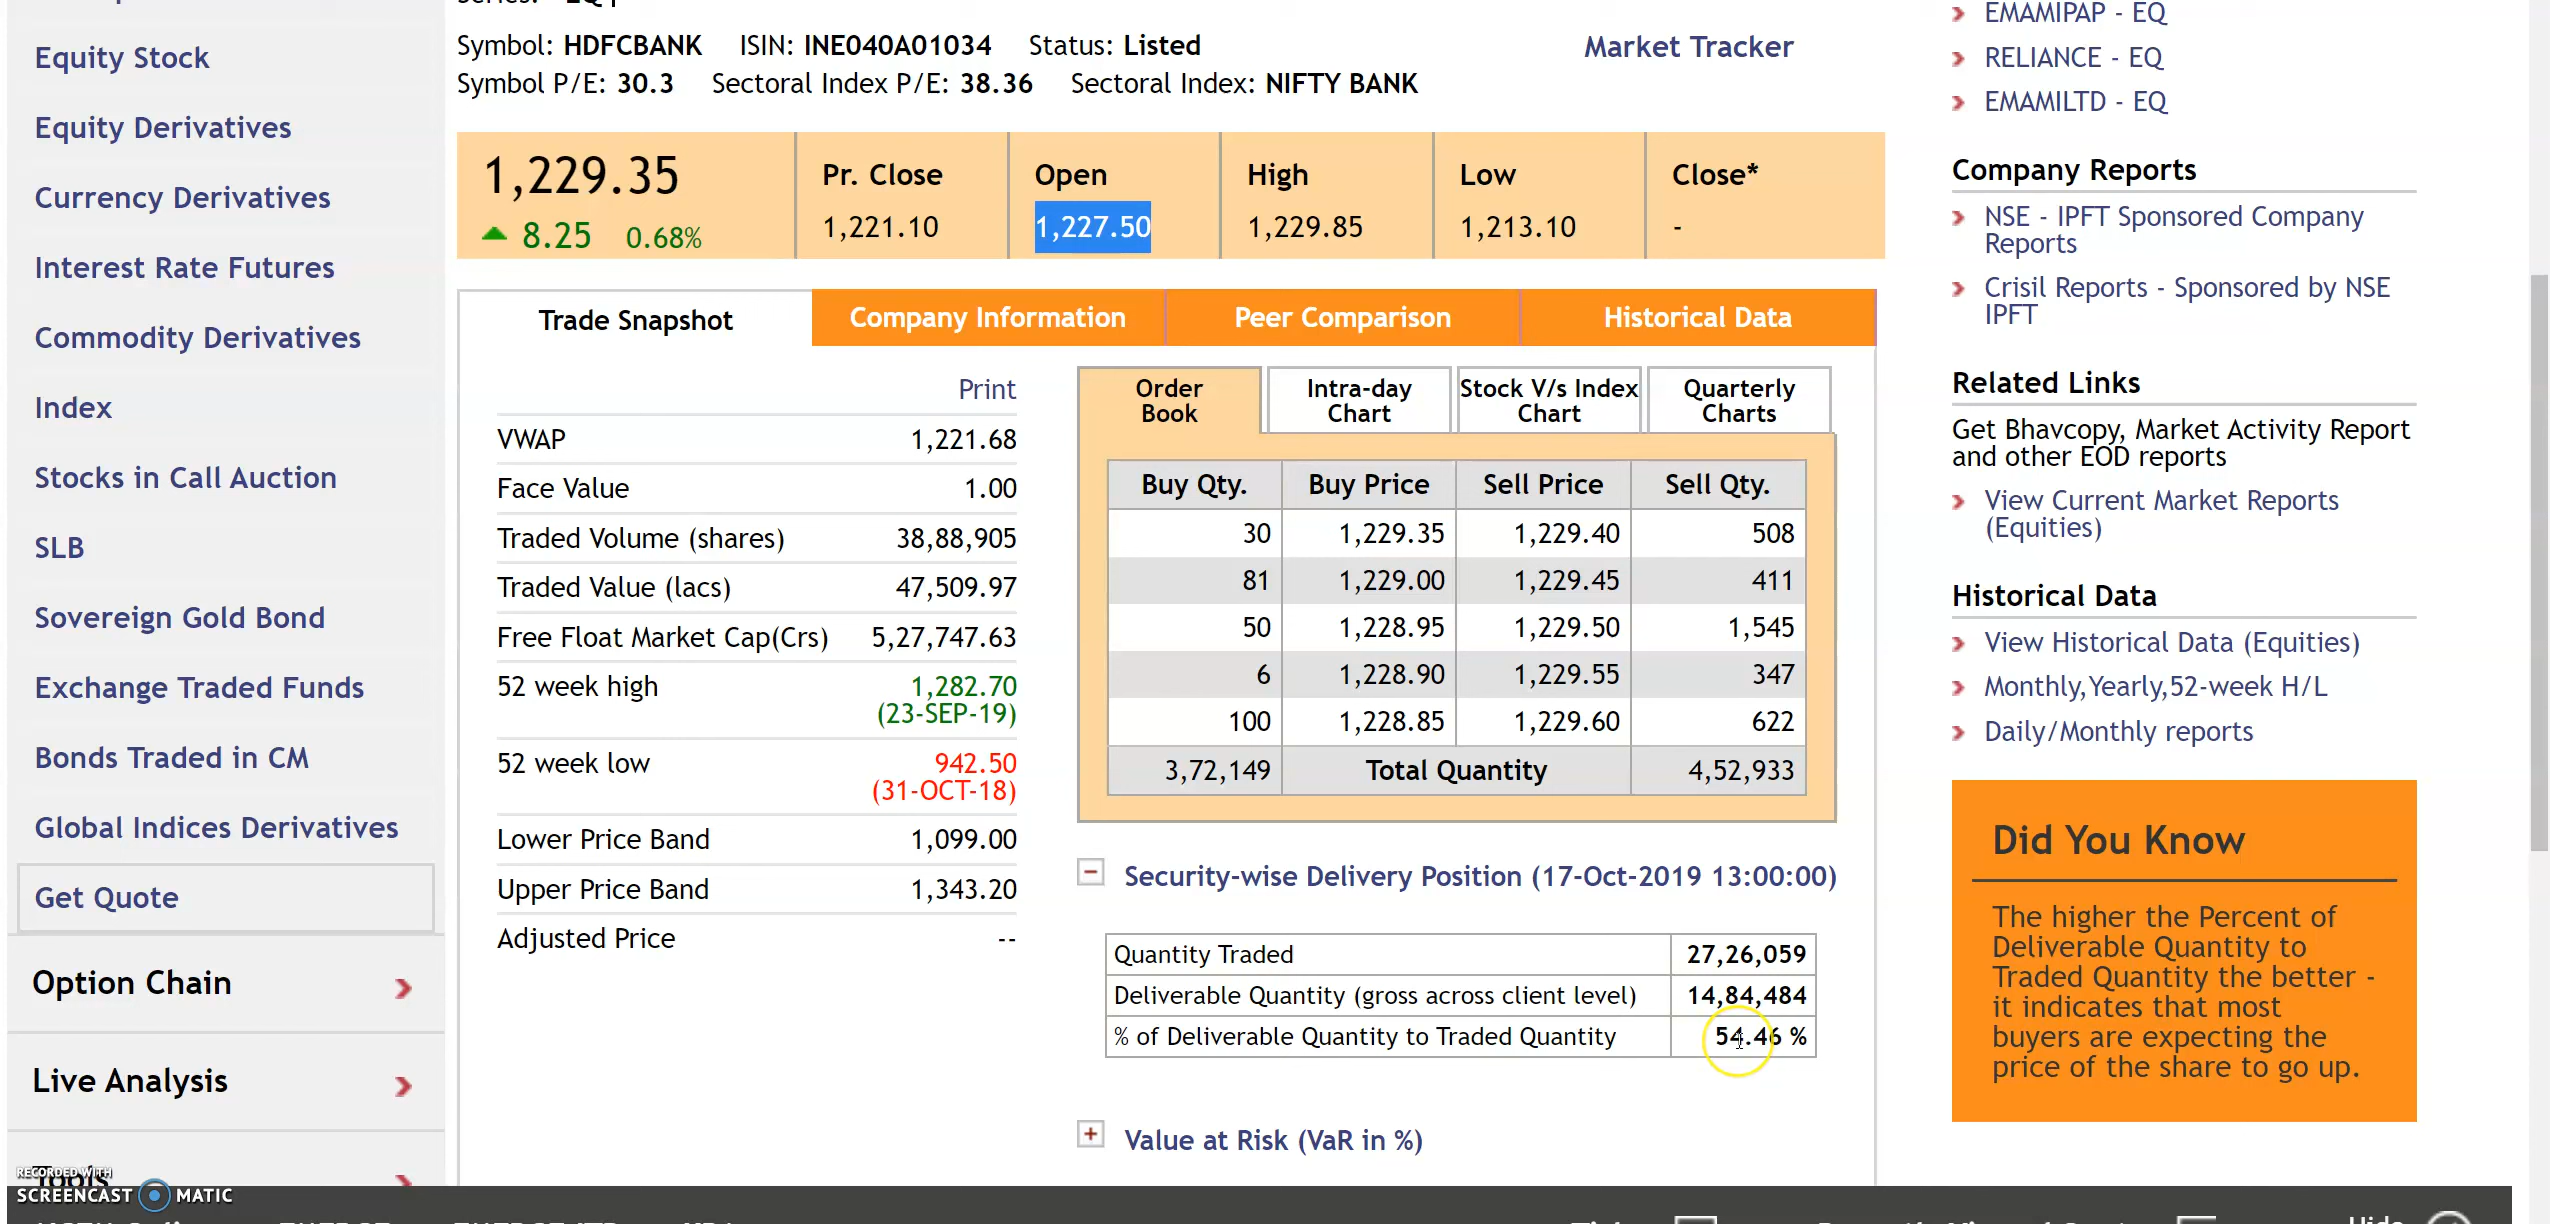 Equity Stock
Equity Derivatives
Currency Derivatives
Interest Rate Futures
Commodity Derivatives
Index
Stocks in Call Auction
SLB
Sovereign Gold Bond
Exchange Traded Funds
Bonds Traded in CM
Global Indices Derivatives
Get Quote
Option Chain
Live Analysis
Tools
Symbol: HDFCBANK ISIN: INE040A01034 Status: Listed
Symbol P/E: 30.3 Sectoral Index P/E: 38.36 Sectoral Index: NIFTY BANK
Market Tracker
1,229.35 Pr. Close Open High Low Close*
8.25 0.68% 1,221.10 1,227.50 1,229.85 1,213.10 -
Trade Snapshot Company Information Peer Comparison Historical Data
Print
VWAP 1,221.68
Face Value 1.00
Traded Volume (shares) 38,88,905
Traded Value (lacs) 47,509.97
Free Float Market Cap(Crs) 5,27,747.63
52 week high 1,282.70
(23-SEP-19)
52 week low 942.50
(31-OCT-18)
Lower Price Band 1,099.00
Upper Price Band 1,343.20
Adjusted Price --
Order Book Intra-day Chart Stock V/s Index Chart Quarterly Charts
Buy Qty. Buy Price Sell Price Sell Qty.
30 1,229.35 1,229.40 508
81 1,229.00 1,229.45 411
50 1,228.95 1,229.50 1,545
6 1,228.90 1,229.55 347
100 1,228.85 1,229.60 622
3,72,149 Total Quantity 4,52,933
Security-wise Delivery Position (17-Oct-2019 13:00:00)
Quantity Traded 27,26,059
Deliverable Quantity (gross across client level) 14,84,484
% of Deliverable Quantity to Traded Quantity 54.46 %
Value at Risk (VaR in %)
EMAMIPAP - EQ
RELIANCE - EQ
EMAMILTD - EQ
Company Reports
NSE - IPFT Sponsored Company
Reports
Crisil Reports - Sponsored by NSE
IPFT
Related Links
Get Bhavcopy, Market Activity Report
and other EOD reports
View Current Market Reports
(Equities)
Historical Data
View Historical Data (Equities)
Monthly,Yearly,52-week H/L
Daily/Monthly reports
Did You Know
The higher the Percent of
Deliverable Quantity to
Traded Quantity the better -
it indicates that most
buyers are expecting the
price of the share to go up.
RECORDED WITH
SCREENCAST MATIC